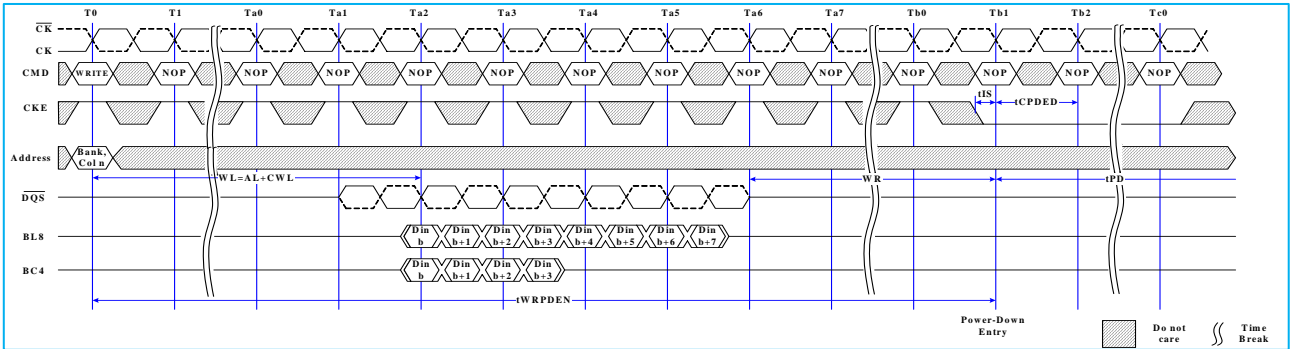 T0 T1 Ta0 Ta1 Ta2 Ta3 Ta4 Ta5 Ta6 Ta7 Tb0 Tb1 Tb2 Tc0
CK
CK
CMD WRITE NOP NOP NOP NOP NOP NOP NOP NOP NOP NOP NOP NOP NOP
tIS
CKE tCPDED
Address Bank,
Col n
WL=AL+CWL WR tPD
DQS
BL8 Din b Din b+1 Din b+2 Din b+3 Din b+4 Din b+5 Din b+6 Din b+7
BC4 Din b Din b+1 Din b+2 Din b+3
tWRPDEN
Power-Down
Entry
Do not
care
Time
Break